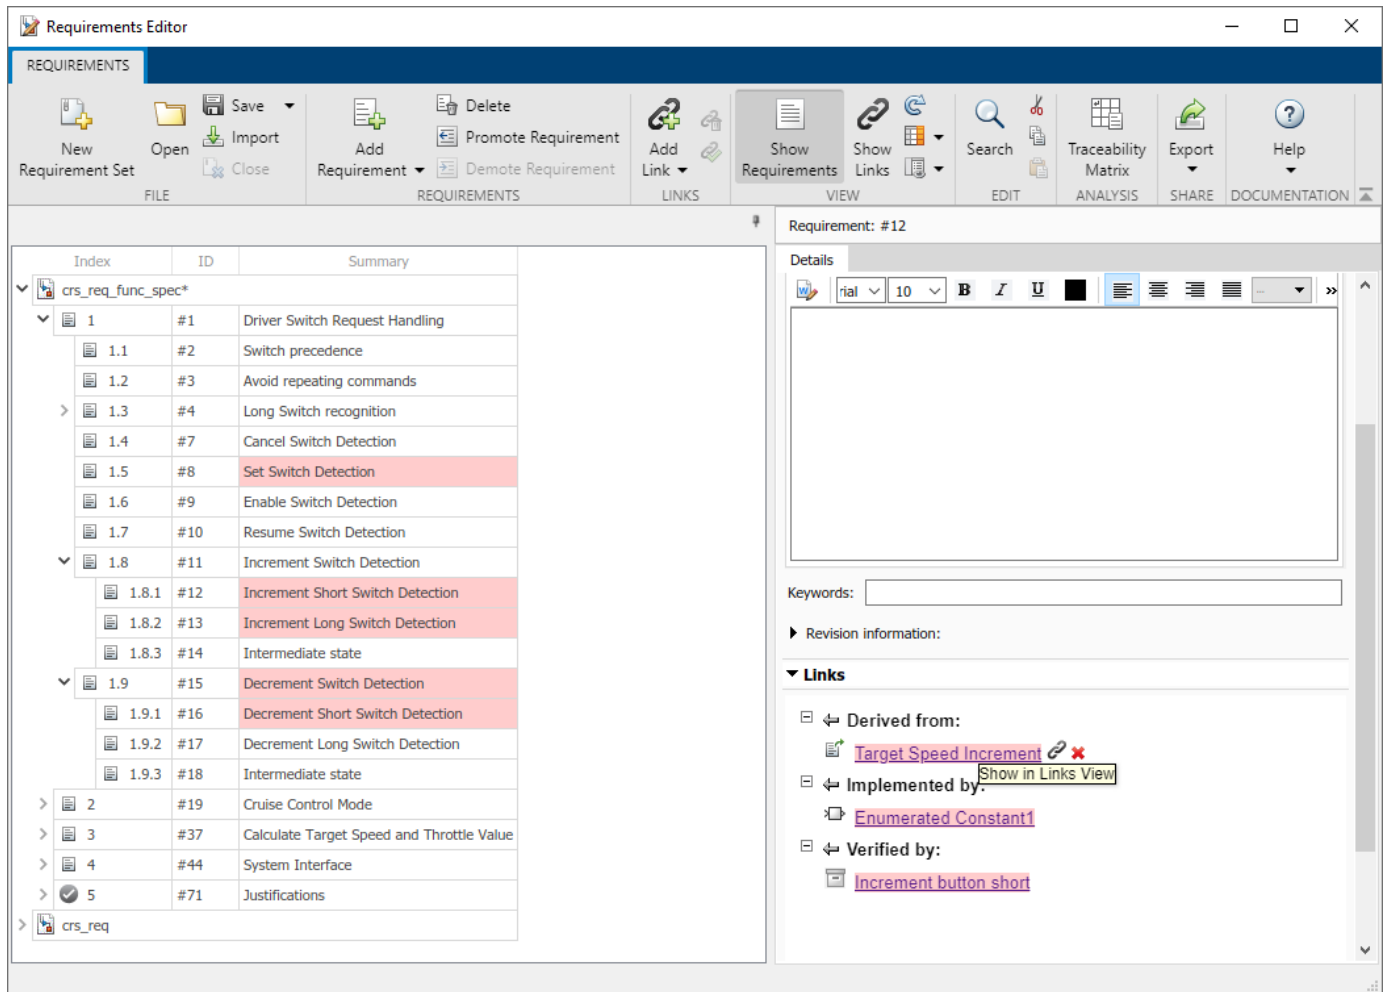 Requirements Editor
REQUIREMENTS
New Requirement Set
Open
Save
Import
Close
FILE
Add Requirement
Delete
Promote Requirement
Demote Requirement
REQUIREMENTS
Add Link
LINKS
Show Requirements
Show Links
VIEW
Search
EDIT
Traceability Matrix
ANALYSIS
Export
SHARE
Help
DOCUMENTATION
Index ID Summary
crs_req_func_spec*
1 #1 Driver Switch Request Handling
1.1 #2 Switch precedence
1.2 #3 Avoid repeating commands
1.3 #4 Long Switch recognition
1.4 #7 Cancel Switch Detection
1.5 #8 Set Switch Detection
1.6 #9 Enable Switch Detection
1.7 #10 Resume Switch Detection
1.8 #11 Increment Switch Detection
1.8.1 #12 Increment Short Switch Detection
1.8.2 #13 Increment Long Switch Detection
1.8.3 #14 Intermediate state
1.9 #15 Decrement Switch Detection
1.9.1 #16 Decrement Short Switch Detection
1.9.2 #17 Decrement Long Switch Detection
1.9.3 #18 Intermediate state
2 #19 Cruise Control Mode
3 #37 Calculate Target Speed and Throttle Value
4 #44 System Interface
5 #71 Justifications
crs_req
Requirement: #12
Details
rial 10 B I U ... »
Keywords:
Revision information:
Links
Derived from:
Target Speed Increment
Show in Links View
Implemented by:
Enumerated Constant1
Verified by:
Increment button short